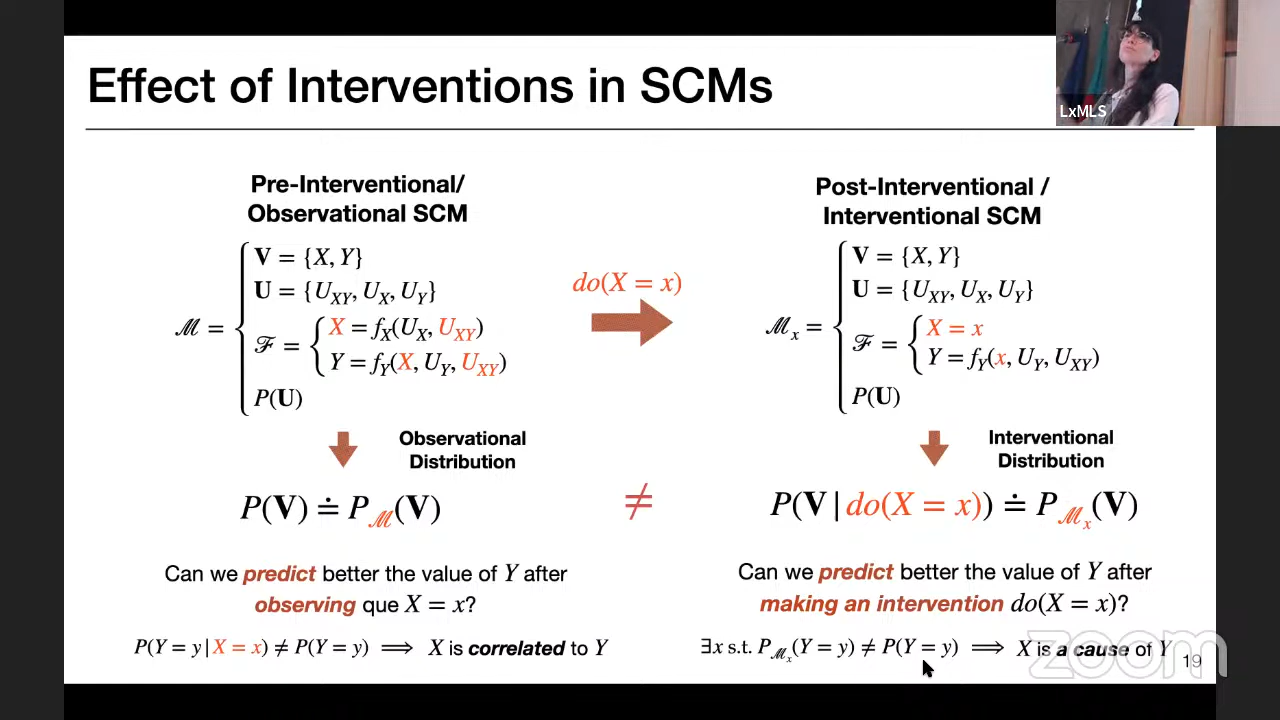 Effect of Interventions in SCMs
LxMLS
Pre-Interventional/
Observational SCM
ℳ =
V = {X, Y}
U = {U_XY, U_X, U_Y}
ℱ =
X = f_X(U_X, U_XY)
Y = f_Y(X, U_Y, U_XY)
P(U)
do(X = x)
Post-Interventional /
Interventional SCM
ℳ_x =
V = {X, Y}
U = {U_XY, U_X, U_Y}
ℱ =
X = x
Y = f_Y(x, U_Y, U_XY)
P(U)
Observational
Distribution
P(V) ≐ P_ℳ(V)
≠
Interventional
Distribution
P(V | do(X = x)) ≐ P_ℳ_x(V)
Can we predict better the value of Y after
observing que X = x?
P(Y = y | X = x) ≠ P(Y = y) ⟹ X is correlated to Y
Can we predict better the value of Y after
making an intervention do(X = x)?
∃x s.t. P_ℳ_x(Y = y) ≠ P(Y = y) ⟹ X is a cause of Y
zoom
19